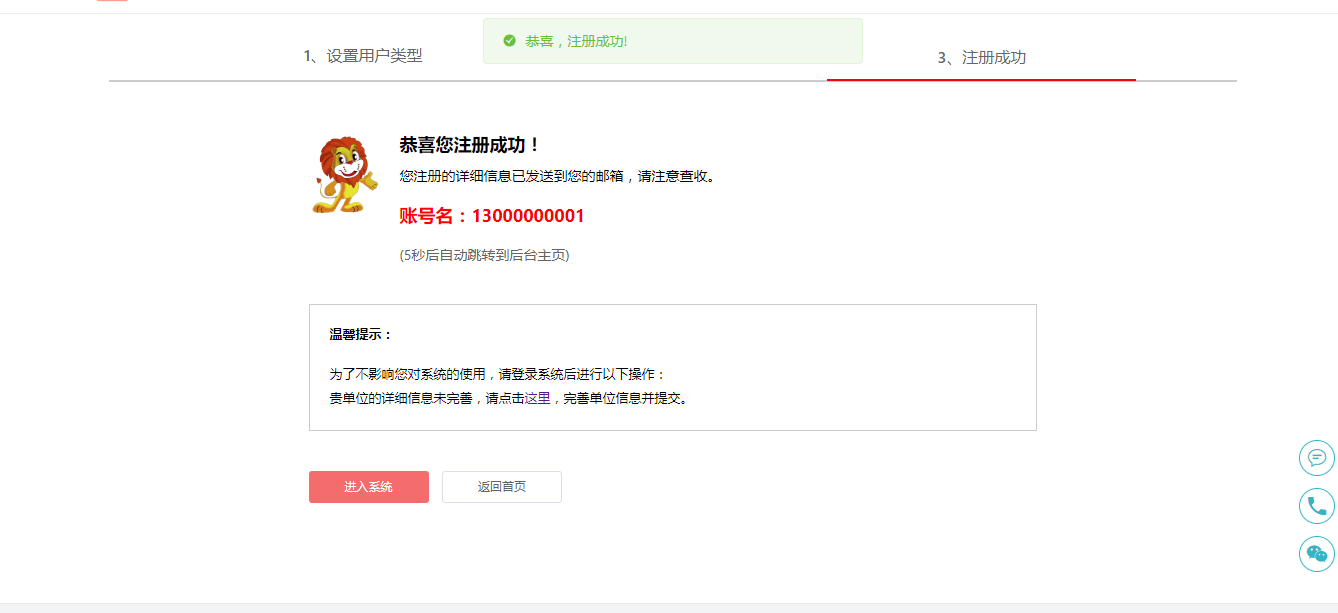 恭喜，注册成功!
1、设置用户类型
3、注册成功
恭喜您注册成功！
您注册的详细信息已发送到您的邮箱，请注意查收。
账号名：13000000001
(5秒后自动跳转到后台主页)
温馨提示：
为了不影响您对系统的使用，请登录系统后进行以下操作：
贵单位的详细信息未完善，请点击这里，完善单位信息并提交。
进入系统
返回首页